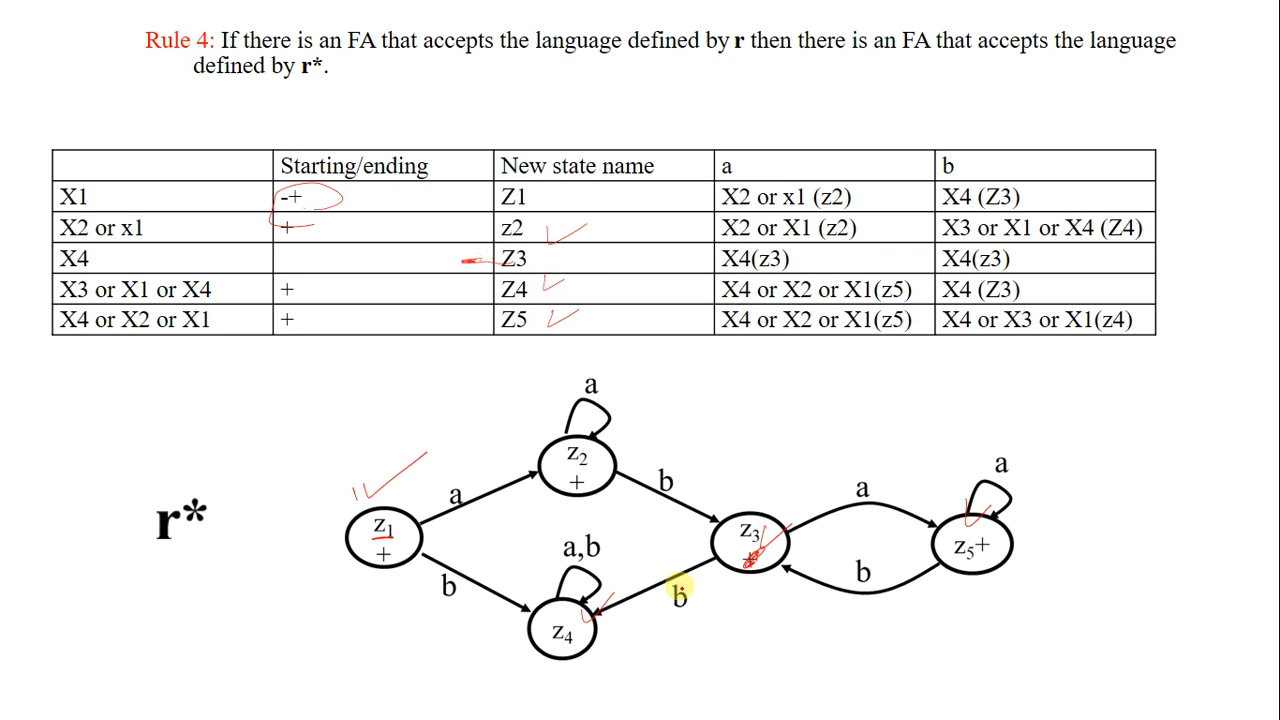 Rule 4: If there is an FA that accepts the language defined by r then there is an FA that accepts the language
defined by r*.
Starting/ending New state name a b
X1 -+ Z1 X2 or x1 (z2) X4 (Z3)
X2 or x1 + z2 X2 or X1 (z2) X3 or X1 or X4 (Z4)
X4 Z3 X4(z3) X4(z3)
X3 or X1 or X4 + Z4 X4 or X2 or X1(z5) X4 (Z3)
X4 or X2 or X1 + Z5 X4 or X2 or X1(z5) X4 or X3 or X1(z4)
r*
a
z2
+
b
a
a
a
z1
+
z3
z5+
a,b
b
b
b
z4